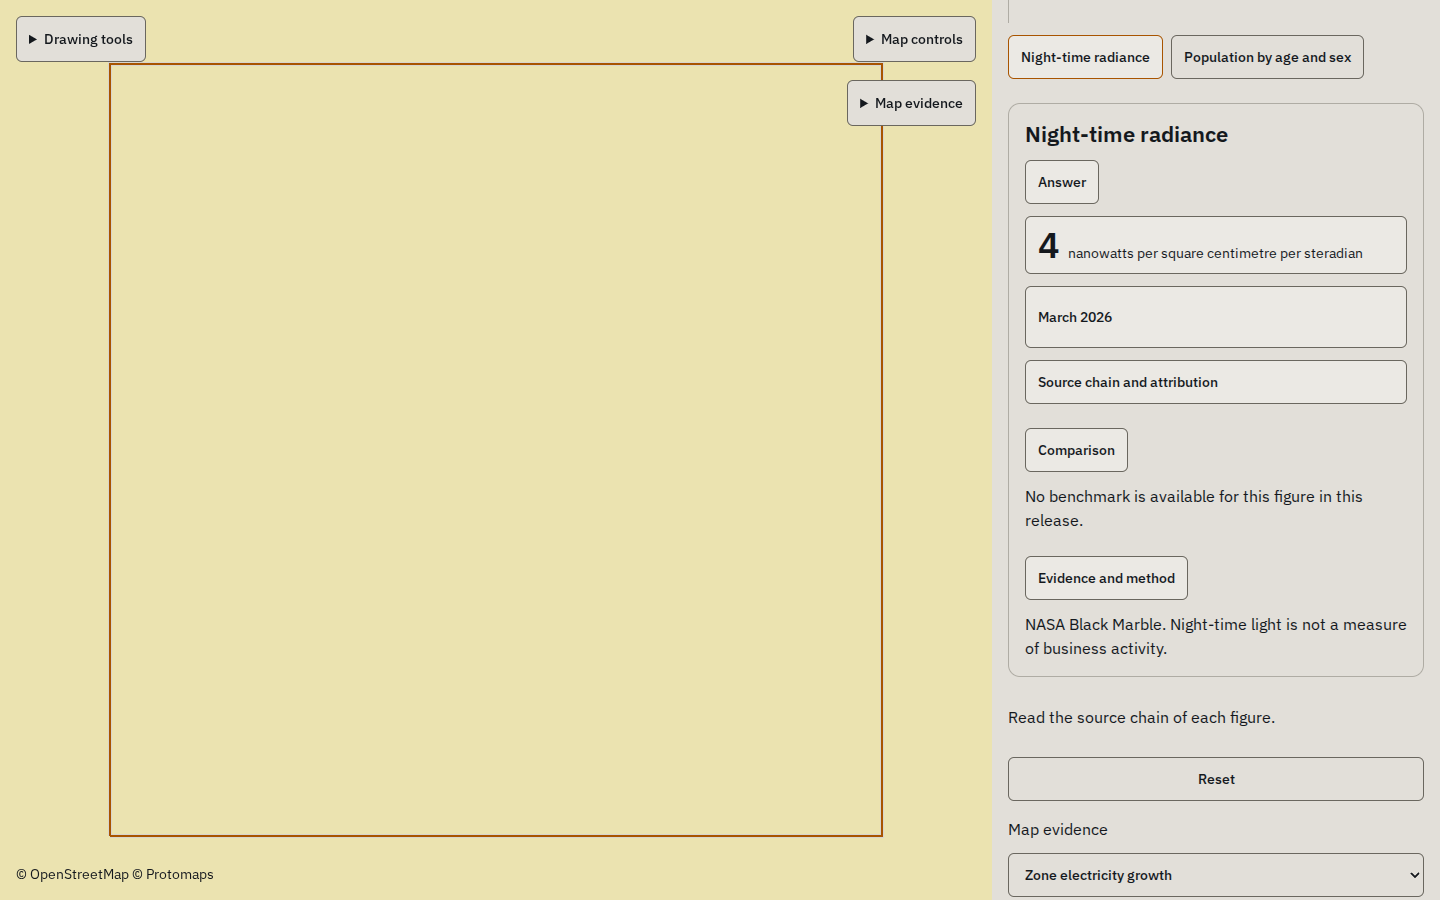 Drawing tools
Map controls
Map evidence
© OpenStreetMap © Protomaps
Night-time radiance
Population by age and sex
Night-time radiance
Answer
4 nanowatts per square centimetre per steradian
March 2026
Source chain and attribution
Comparison
No benchmark is available for this figure in this
release.
Evidence and method
NASA Black Marble. Night-time light is not a measure
of business activity.
Read the source chain of each figure.
Reset
Map evidence
Zone electricity growth